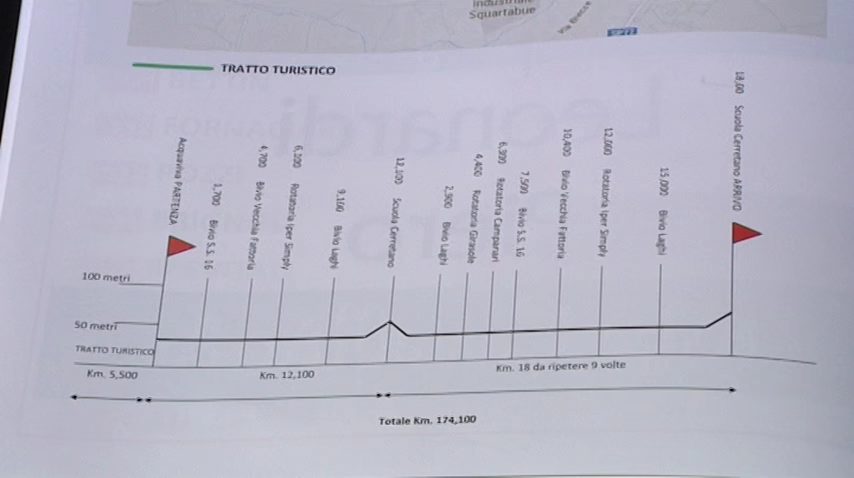 Squartabue
SP77
TRATTO TURISTICO
Acquaviva PARTENZA
1,700 Bivio S.S. 16
4,700 Bivio Vecchia Fattoria
6,200 Rotatoria Iper Simply
9,100 Bivio Laghi
12,100 Scuola Cerretano
2,900 Bivio Laghi
4,400 Rotatoria Girasole
6,300 Rotatoria Campanari
7,500 Bivio S.S. 16
10,400 Bivio Vecchia Fattoria
12,000 Rotatoria Iper Simply
15,000 Bivio Laghi
18,00 Scuola Cerretano ARRIVO
100 metri
50 metri
TRATTO TURISTICO
Km. 5,500
Km. 12,100
Km. 18 da ripetere 9 volte
Totale Km. 174,100